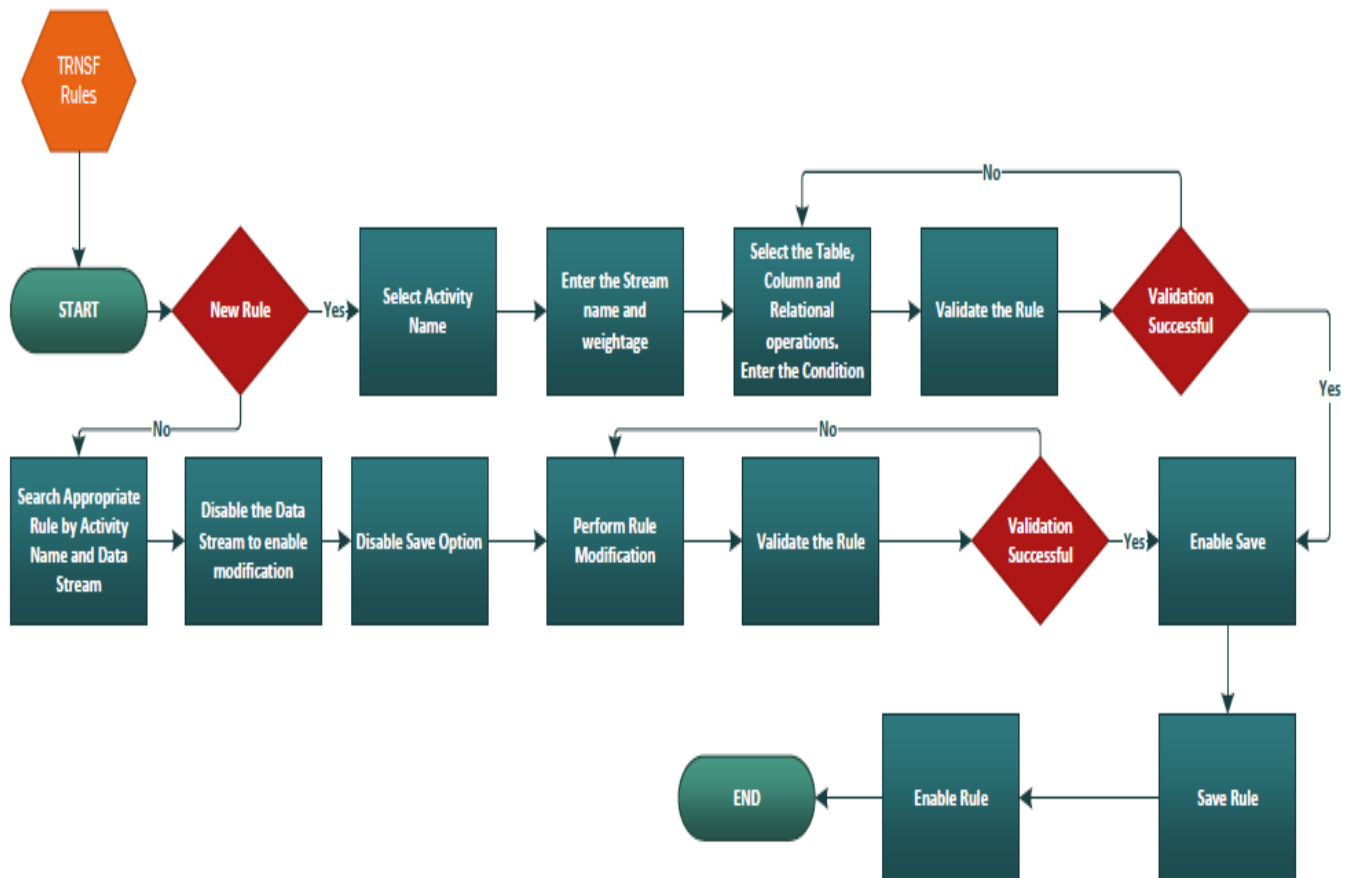 TRNSF
Rules
No
START
New Rule
Yes
Select Activity
Name
Enter the Stream
name and
weightage
Select the Table,
Column and
Relational
operations.
Enter the Condition
Validate the Rule
Validation
Successful
Yes
No
No
Search Appropriate
Rule by Activity
Name and Data
Stream
Disable the Data
Stream to enable
modification
Disable Save Option
Perform Rule
Modification
Validate the Rule
Validation
Successful
Yes
Enable Save
END
Enable Rule
Save Rule